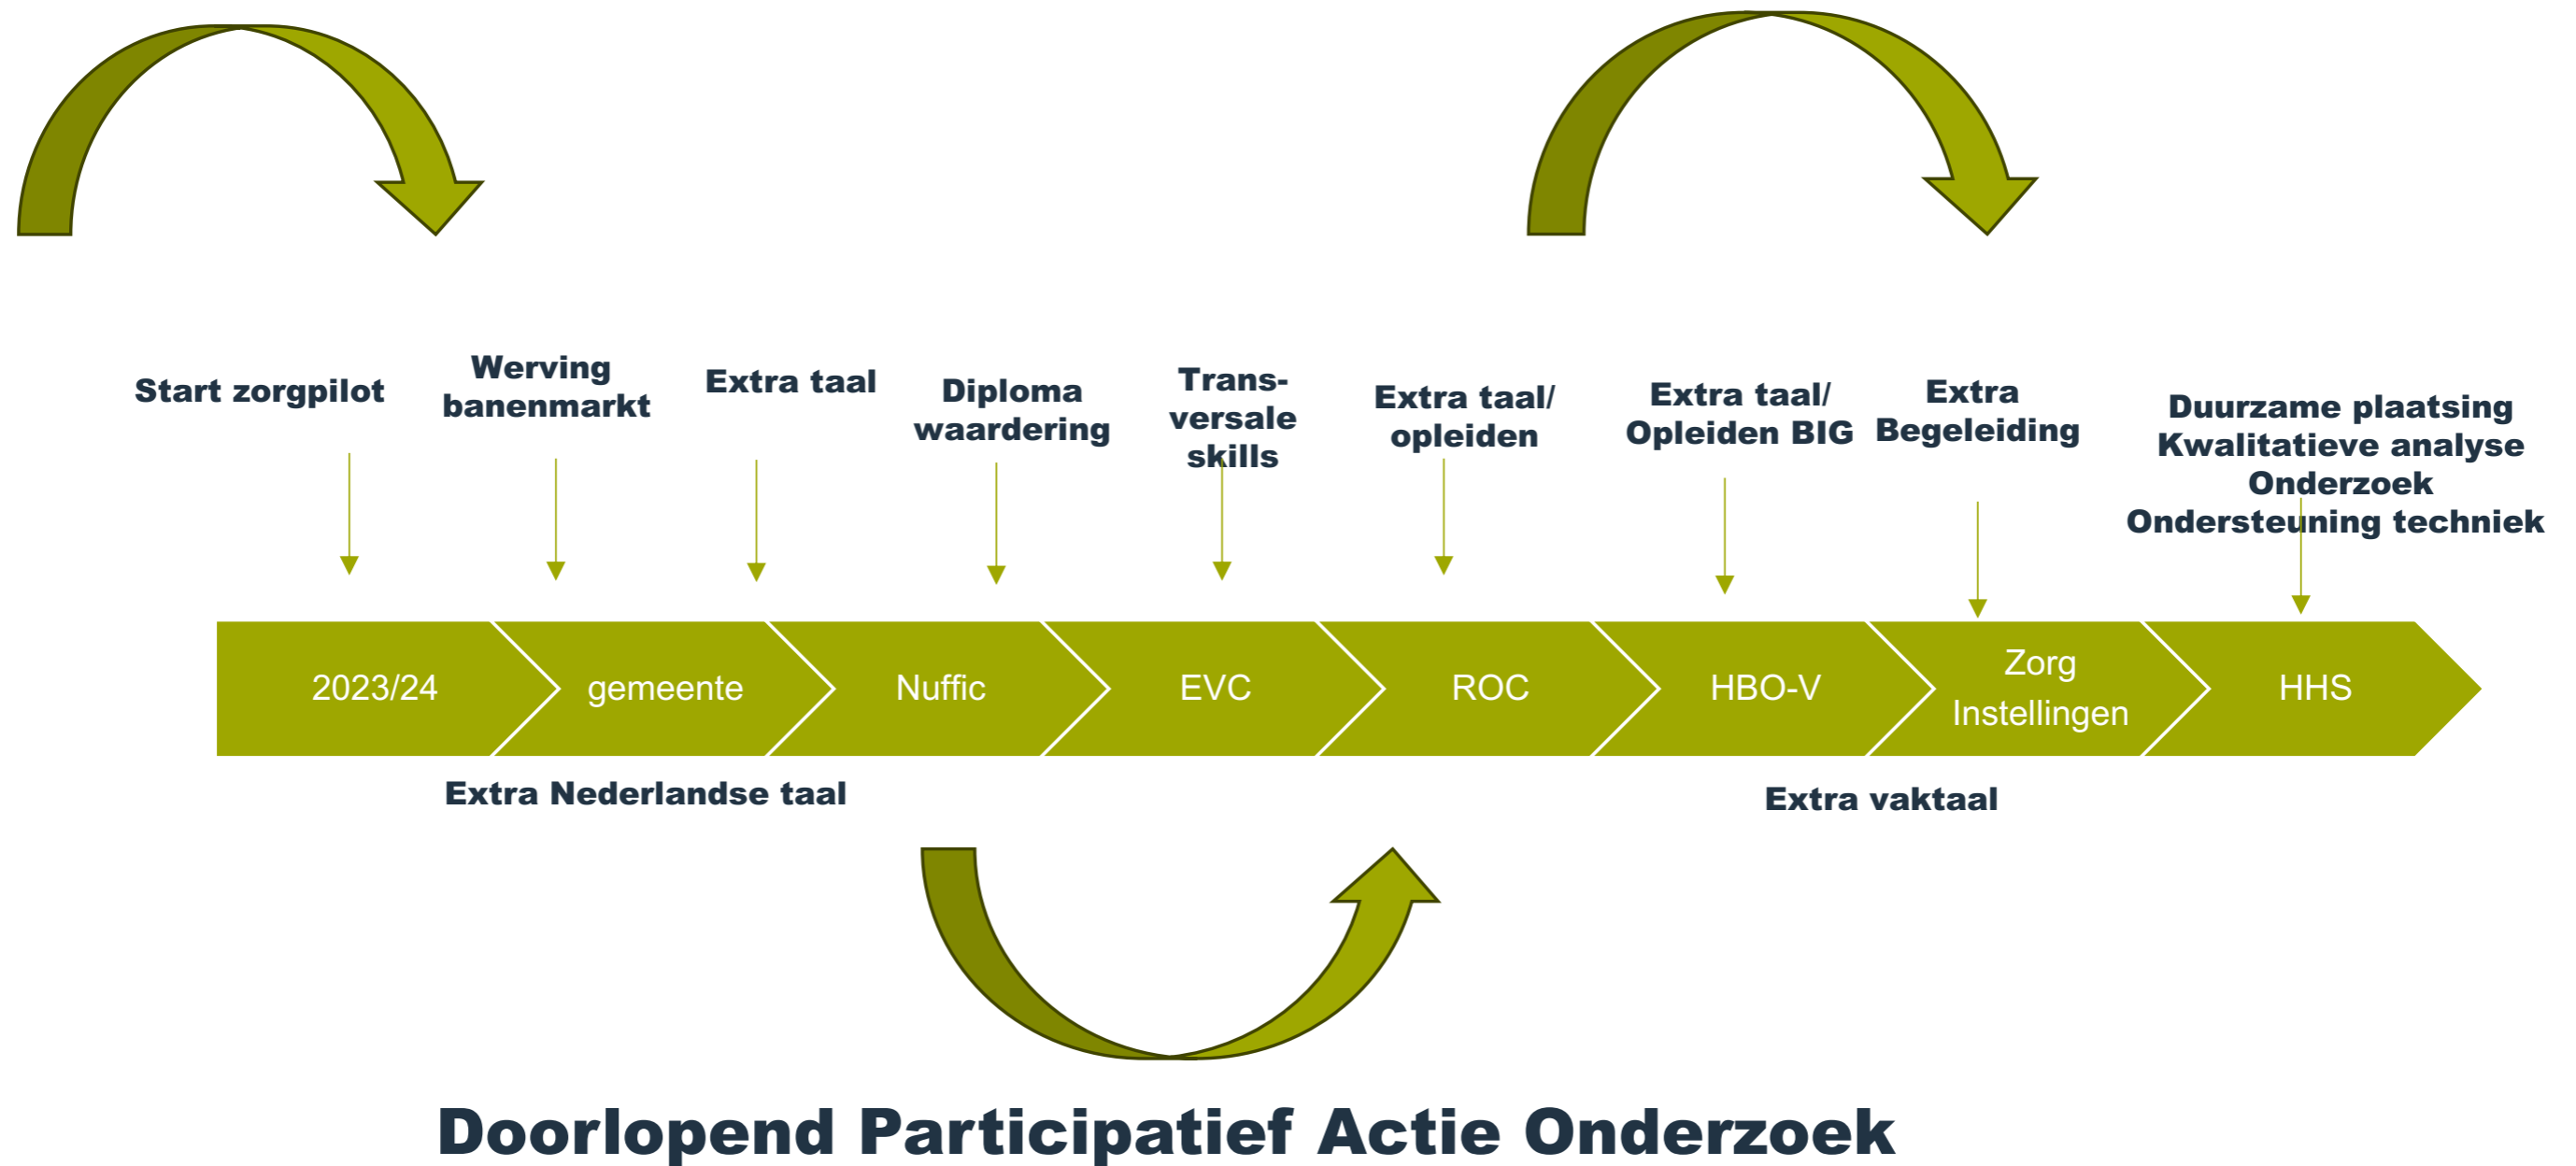 Start zorgpilot
Werving
banenmarkt
Extra taal
Diploma
waardering
Trans-
versale
skills
Extra taal/
opleiden
Extra taal/
Opleiden BIG
Extra
Begeleiding
Duurzame plaatsing
Kwalitatieve analyse
Onderzoek
Ondersteuning techniek
2023/24
gemeente
Nuffic
EVC
ROC
HBO-V
Zorg
Instellingen
HHS
Extra Nederlandse taal
Extra vaktaal
Doorlopend Participatief Actie Onderzoek